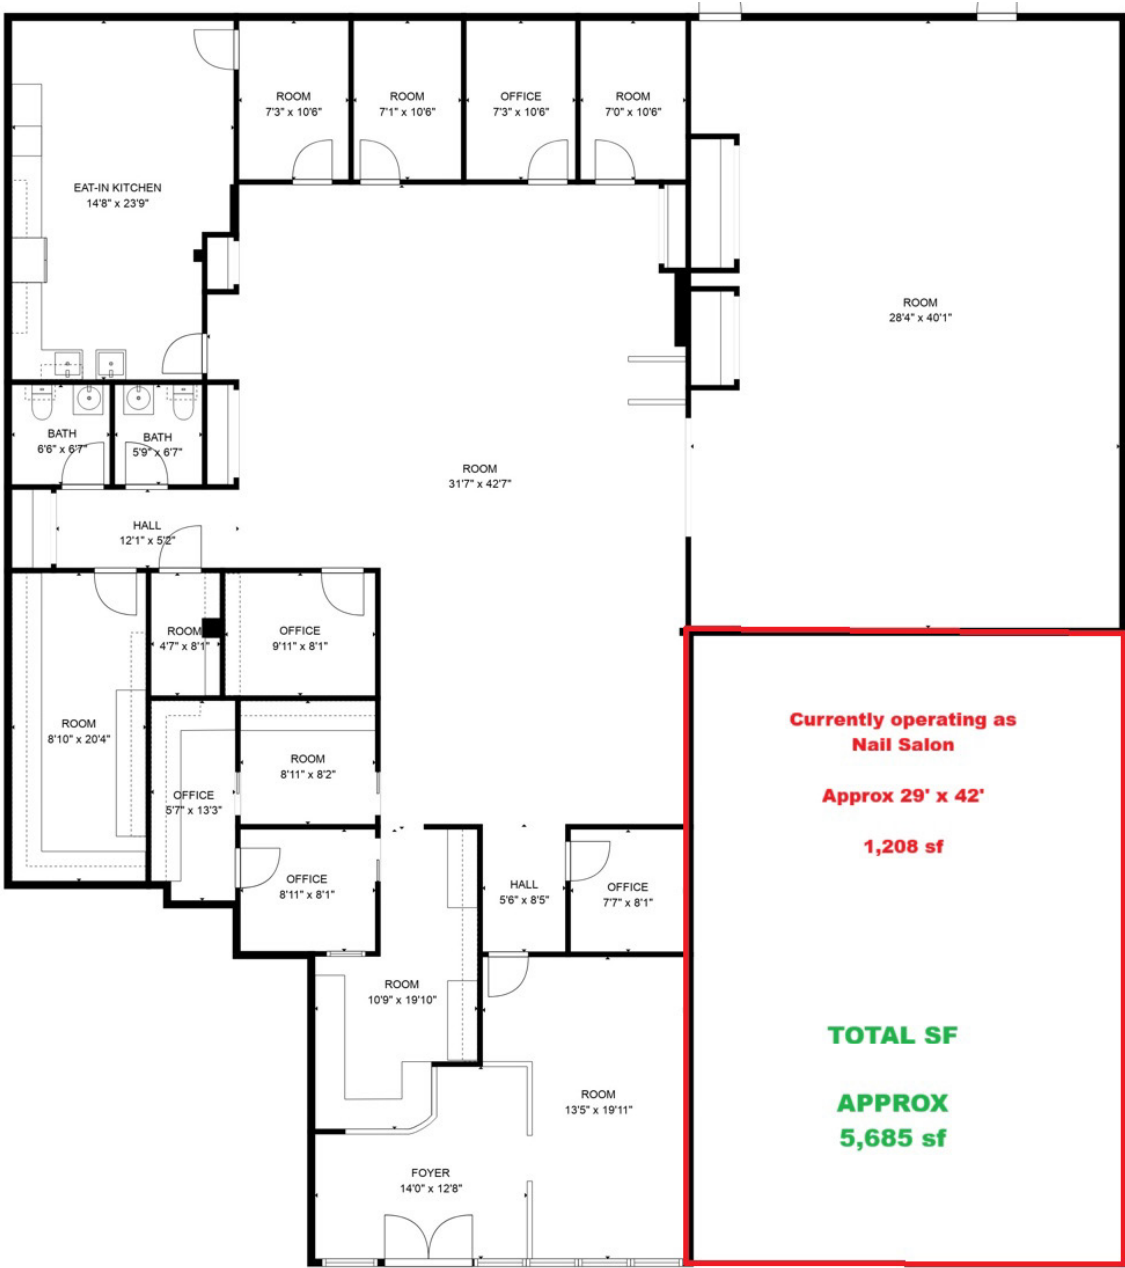 ROOM
7'3" x 10'6"
ROOM
7'1" x 10'6"
OFFICE
7'3" x 10'6"
ROOM
7'0" x 10'6"
EAT-IN KITCHEN
14'8" x 23'9"
ROOM
28'4" x 40'1"
BATH
6'6" x 6'7"
BATH
5'9" x 6'7"
ROOM
31'7" x 42'7"
HALL
12'1" x 5'2"
ROOM
4'7" x 8'1"
OFFICE
9'11" x 8'1"
ROOM
8'10" x 20'4"
OFFICE
5'7" x 13'3"
ROOM
8'11" x 8'2"
OFFICE
8'11" x 8'1"
HALL
5'6" x 8'5"
OFFICE
7'7" x 8'1"
ROOM
10'9" x 19'10"
ROOM
13'5" x 19'11"
FOYER
14'0" x 12'8"
Currently operating as
Nail Salon
Approx 29' x 42'
1,208 sf
TOTAL SF
APPROX
5,685 sf